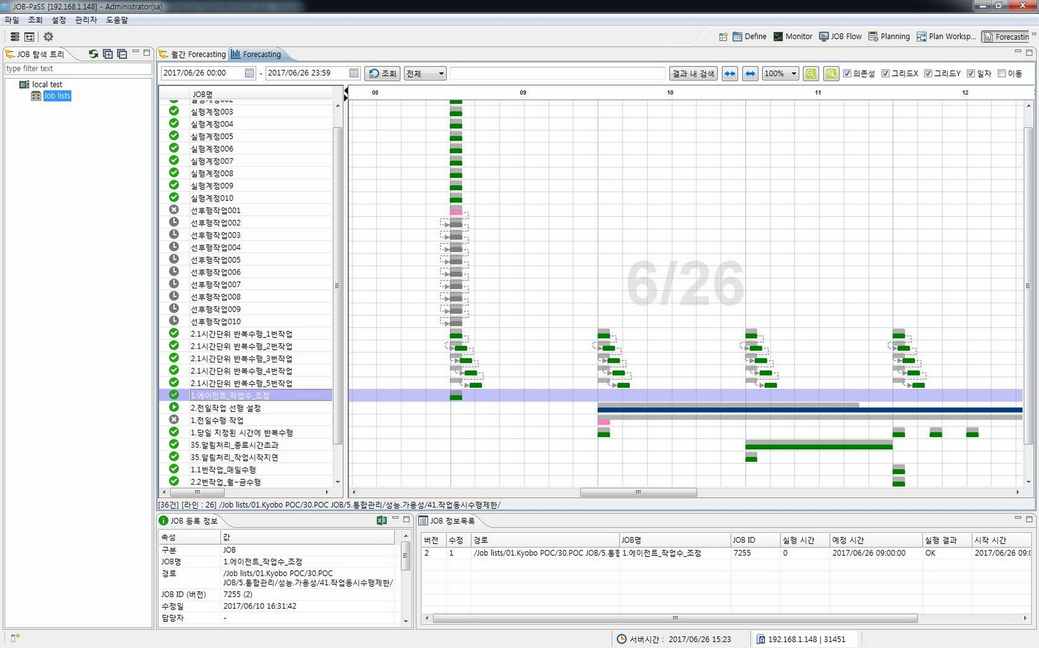 JOB-PaSS [192.168.1.148] - Administrator(sa)
파일 조회 설정 관리자 도움말
Define Monitor JOB Flow Planning Plan Worksp... Forecastin
JOB 탐색 트리
type filter text
local test
Job lists
월간 Forecasting Forecasting
2017/06/26 00:00 - 2017/06/26 23:59 조회 전체 결과 내 검색 100% 의존성 그리드X 그리드Y 일자 이동
JOB명 08 09 10 11 12
실행계정002
실행계정003
실행계정004
실행계정005
실행계정006
실행계정007
실행계정008
실행계정009
실행계정010
선후행작업001
선후행작업002
선후행작업003
선후행작업004
선후행작업005
선후행작업006
선후행작업007
선후행작업008
선후행작업009
선후행작업010
2.1시간단위 반복수행_1번작업
2.1시간단위 반복수행_2번작업
2.1시간단위 반복수행_3번작업
2.1시간단위 반복수행_4번작업
2.1시간단위 반복수행_5번작업
1.에이전트_작업수_조정
2.전일작업 선행 설정
1.전일수행 작업
1.당일 지정된 시간에 반복수행
35.알림처리_종료시간초과
35.알림처리_작업시작지연
1.1번작업_매일수행
2.2번작업_월-금수행
6/26
[36건] [라인 : 26] /Job lists/01.Kyobo POC/30.POC JOB/5.통합관리/성능.가용성/41.작업동시수행제한/
JOB 등록 정보
속성 값
구분 JOB
JOB명 1.에이전트_작업수_조정
경로 /Job lists/01.Kyobo POC/30.POC
JOB/5.통합관리/성능.가용성/41.작업동시수행제한/
JOB ID (버전) 7255 (2)
수정일 2017/06/10 16:31:42
담당자 -
JOB 정보목록
버전 수정 경로 JOB명 JOB ID 실행 시간 예정 시간 실행 결과 시작 시간
2 1 /Job lists/01.Kyobo POC/30.POC JOB/5.통합 1.에이전트_작업수_조정 7255 0 2017/06/26 09:00:00 OK 2017/06/26 09:0
서버시간 : 2017/06/26 15:23 192.168.1.148 | 31451